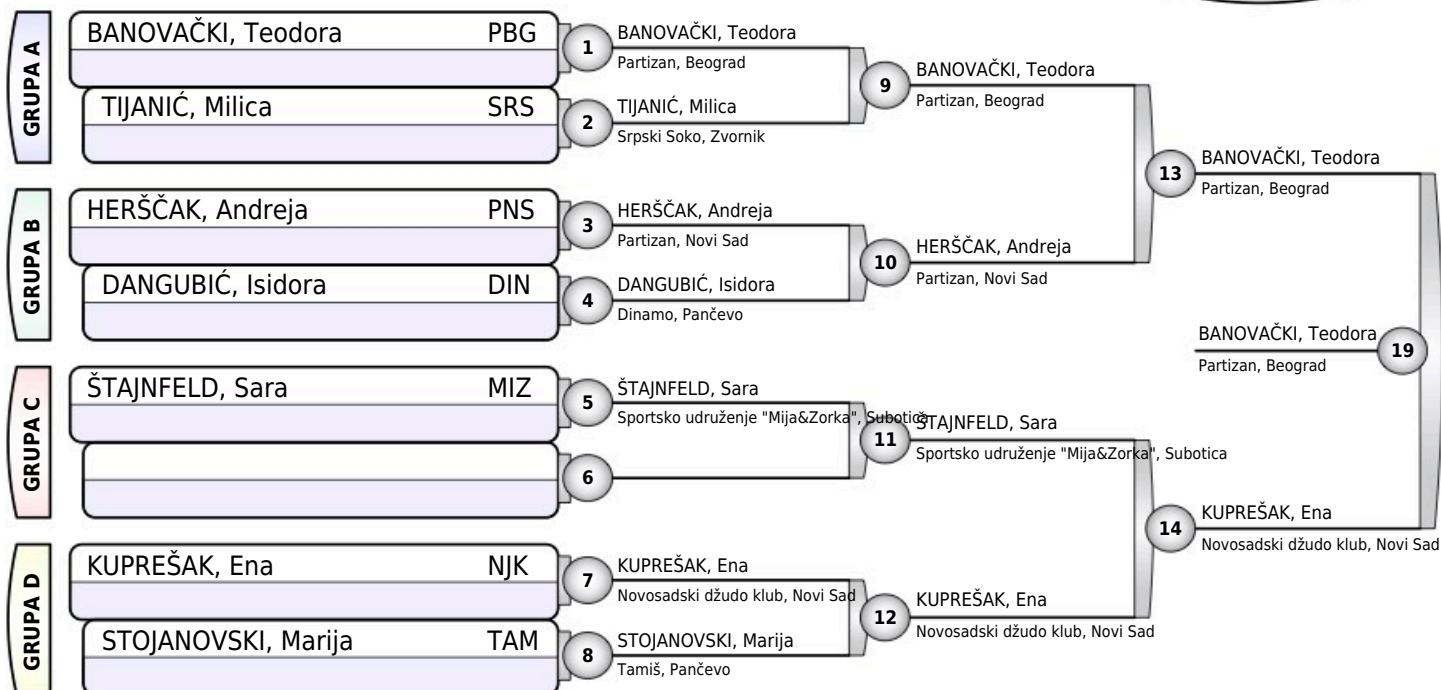 GRUPA A
BANOVAČKI, Teodora PBG
TIJANIĆ, Milica SRS
GRUPA B
HERŠČAK, Andreja PNS
DANGUBIĆ, Isidora DIN
GRUPA C
ŠTAJNFELD, Sara MIZ
GRUPA D
KUPREŠAK, Ena NJK
STOJANOVSKI, Marija TAM
1 BANOVAČKI, Teodora
Partizan, Beograd
2 TIJANIĆ, Milica
Srpski Soko, Zvornik
3 HERŠČAK, Andreja
Partizan, Novi Sad
4 DANGUBIĆ, Isidora
Dinamo, Pančevo
5 ŠTAJNFELD, Sara
Sportsko udruženje "Mija&Zorka", Subotica
6
7 KUPREŠAK, Ena
Novosadski džudo klub, Novi Sad
8 STOJANOVSKI, Marija
Tamiš, Pančevo
9 BANOVAČKI, Teodora
Partizan, Beograd
10 HERŠČAK, Andreja
Partizan, Novi Sad
11 ŠTAJNFELD, Sara
Sportsko udruženje "Mija&Zorka", Subotica
12 KUPREŠAK, Ena
Novosadski džudo klub, Novi Sad
13 BANOVAČKI, Teodora
Partizan, Beograd
14 KUPREŠAK, Ena
Novosadski džudo klub, Novi Sad
BANOVAČKI, Teodora 19
Partizan, Beograd